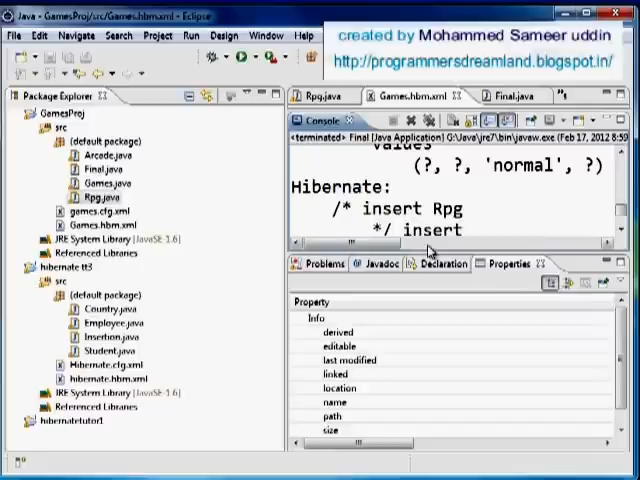 Java - GamesProj/src/Games.hbm.xml - Eclipse
File Edit Navigate Search Project Run Design Window Help
created by Mohammed Sameer uddin
http://programmersdreamland.blogspot.in/
Package Explorer
GamesProj
src
(default package)
Arcade.java
Final.java
Games.java
Rpg.java
games.cfg.xml
Games.hbm.xml
JRE System Library [JavaSE-1.6]
Referenced Libraries
hibernate tt3
src
(default package)
Country.java
Employee.java
Insertion.java
Student.java
Hibernate.cfg.xml
hibernate.hbm.xml
JRE System Library [JavaSE-1.6]
Referenced Libraries
hibernatetutor1
Rpg.java Games.hbm.xml Final.java
Console
<terminated> Final [Java Application] G:\Java\jre7\bin\javaw.exe (Feb 17, 2012 8:59
values
(?, ?, 'normal', ?)
Hibernate:
/* insert Rpg
*/ insert
Problems Javadoc Declaration Properties
Property
Info
derived
editable
last modified
linked
location
name
path
size